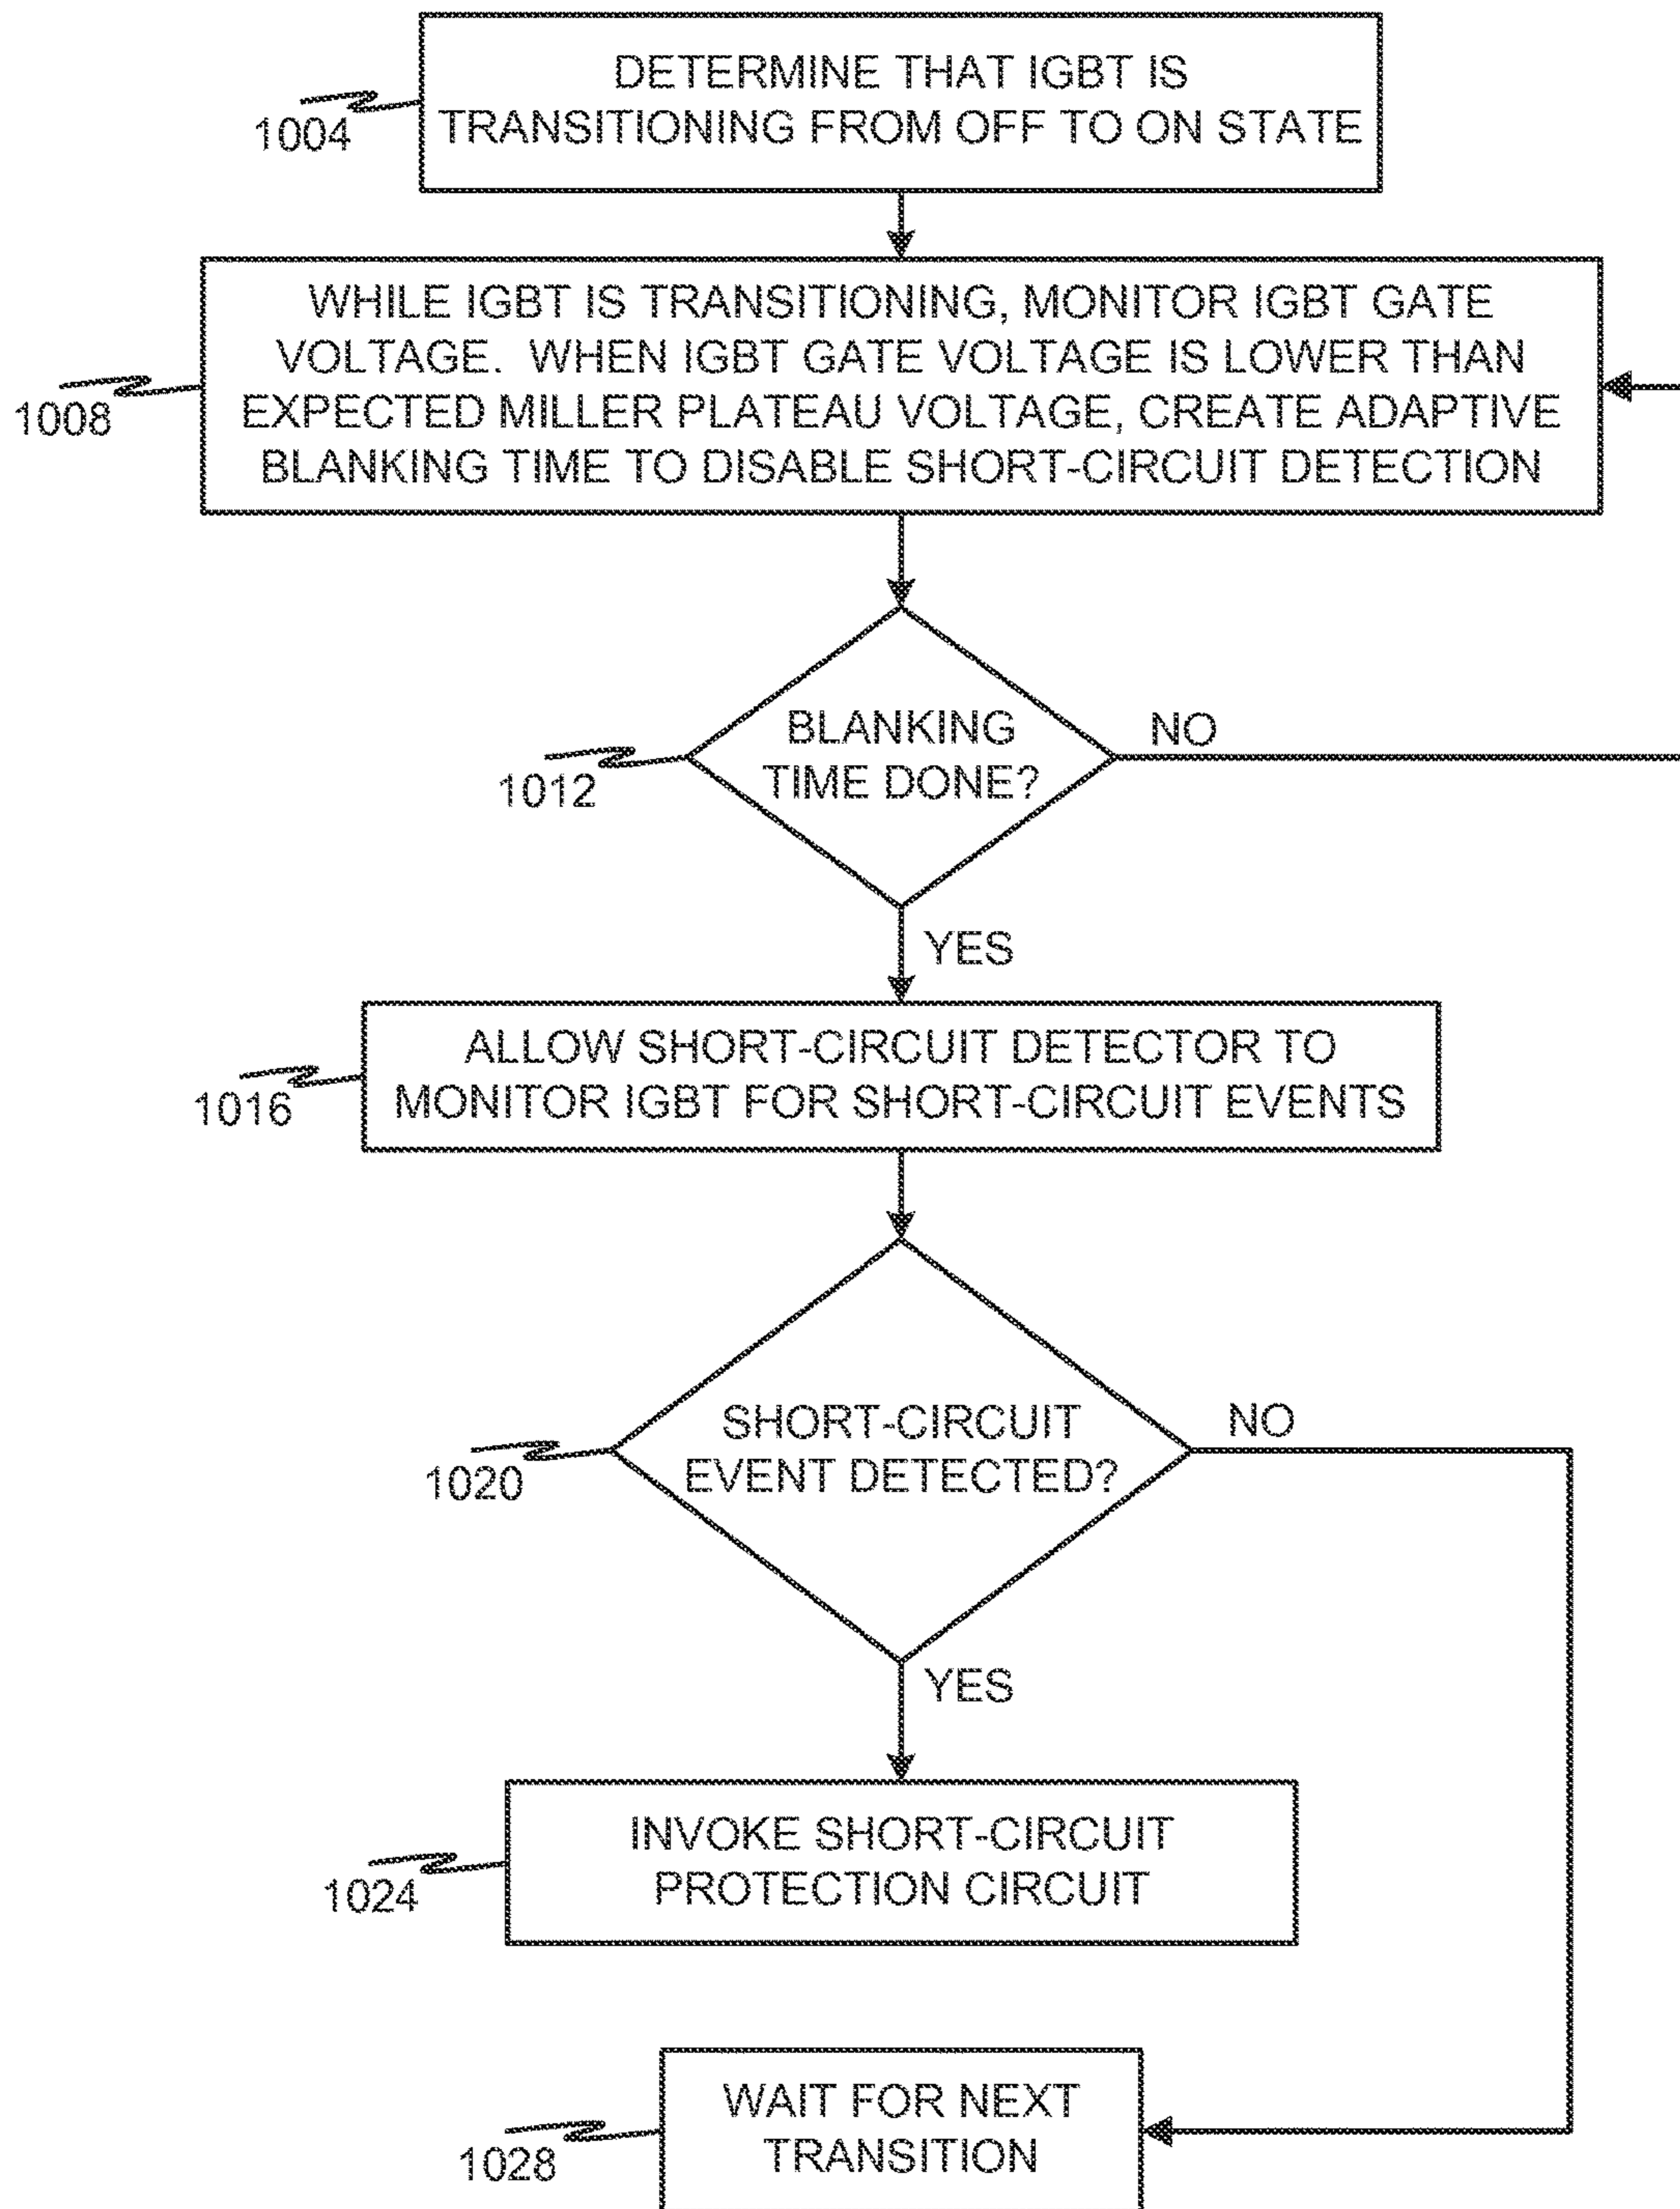 DETERMINE THAT IGBT IS
TRANSITIONING FROM OFF TO ON STATE
1004
WHILE IGBT IS TRANSITIONING, MONITOR IGBT GATE
VOLTAGE. WHEN IGBT GATE VOLTAGE IS LOWER THAN
EXPECTED MILLER PLATEAU VOLTAGE, CREATE ADAPTIVE
BLANKING TIME TO DISABLE SHORT-CIRCUIT DETECTION
1008
BLANKING
TIME DONE?
NO
1012
YES
ALLOW SHORT-CIRCUIT DETECTOR TO
MONITOR IGBT FOR SHORT-CIRCUIT EVENTS
1016
SHORT-CIRCUIT
EVENT DETECTED?
NO
1020
YES
INVOKE SHORT-CIRCUIT
PROTECTION CIRCUIT
1024
WAIT FOR NEXT
TRANSITION
1028